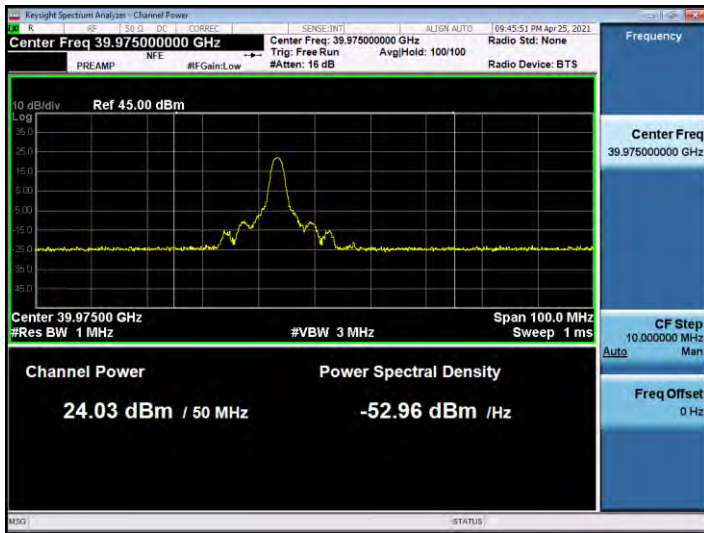 Keysight Spectrum Analyzer - Channel Power
R RF 50 Ω DC CORREC SENSE:INT ALIGN AUTO 09:45:51 PM Apr 25, 2021
Center Freq 39.975000000 GHz Center Freq: 39.975000000 GHz Radio Std: None Frequency
NFE Trig: Free Run Avg|Hold: 100/100
PREAMP #IFGain:Low #Atten: 16 dB Radio Device: BTS
10 dB/div Ref 45.00 dBm
Log
35.0
25.0
15.0
5.00
-5.00
-15.0
-25.0
-35.0
-45.0
Center 39.97500 GHz Span 100.0 MHz
#Res BW 1 MHz #VBW 3 MHz Sweep 1 ms
Channel Power Power Spectral Density
24.03 dBm / 50 MHz -52.96 dBm /Hz
Center Freq
39.975000000 GHz
CF Step
10.000000 MHz
Auto Man
Freq Offset
0 Hz
MSG STATUS